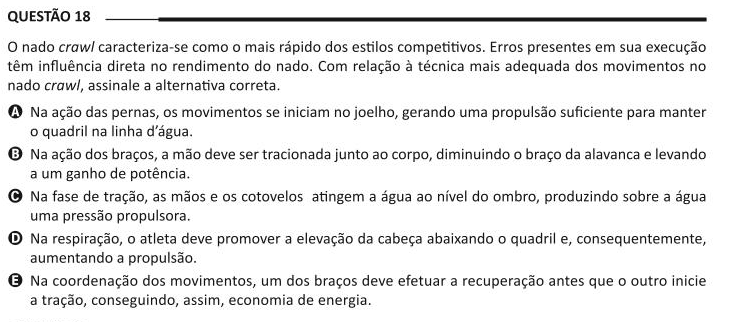 QUESTÃO 18
O nado crawl caracteriza-se como o mais rápido dos estilos competitivos. Erros presentes em sua execução
têm influência direta no rendimento do nado. Com relação à técnica mais adequada dos movimentos no
nado crawl, assinale a alternativa correta.
A Na ação das pernas, os movimentos se iniciam no joelho, gerando uma propulsão suficiente para manter
o quadril na linha d'água.
B Na ação dos braços, a mão deve ser tracionada junto ao corpo, diminuindo o braço da alavanca e levando
a um ganho de potência.
C Na fase de tração, as mãos e os cotovelos atingem a água ao nível do ombro, produzindo sobre a água
uma pressão propulsora.
D Na respiração, o atleta deve promover a elevação da cabeça abaixando o quadril e, consequentemente,
aumentando a propulsão.
E Na coordenação dos movimentos, um dos braços deve efetuar a recuperação antes que o outro inicie
a tração, conseguindo, assim, economia de energia.